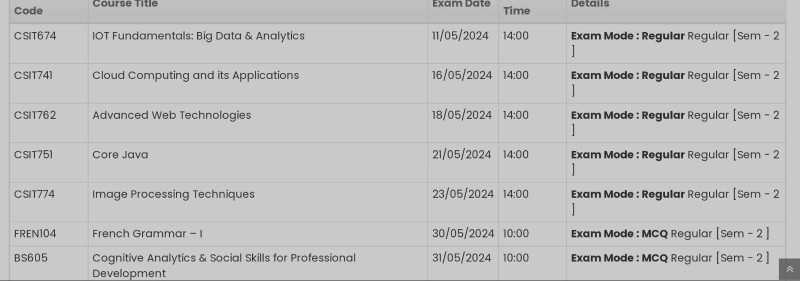 Code Course Title Exam Date Time Details
CSIT674 IOT Fundamentals: Big Data & Analytics 11/05/2024 14:00 Exam Mode : Regular Regular [Sem - 2
]
CSIT741 Cloud Computing and its Applications 16/05/2024 14:00 Exam Mode : Regular Regular [Sem - 2
]
CSIT762 Advanced Web Technologies 18/05/2024 14:00 Exam Mode : Regular Regular [Sem - 2
]
CSIT751 Core Java 21/05/2024 14:00 Exam Mode : Regular Regular [Sem - 2
]
CSIT774 Image Processing Techniques 23/05/2024 14:00 Exam Mode : Regular Regular [Sem - 2
]
FREN104 French Grammar – I 30/05/2024 10:00 Exam Mode : MCQ Regular [Sem - 2 ]
BS605 Cognitive Analytics & Social Skills for Professional 31/05/2024 10:00 Exam Mode : MCQ Regular [Sem - 2 ]
Development